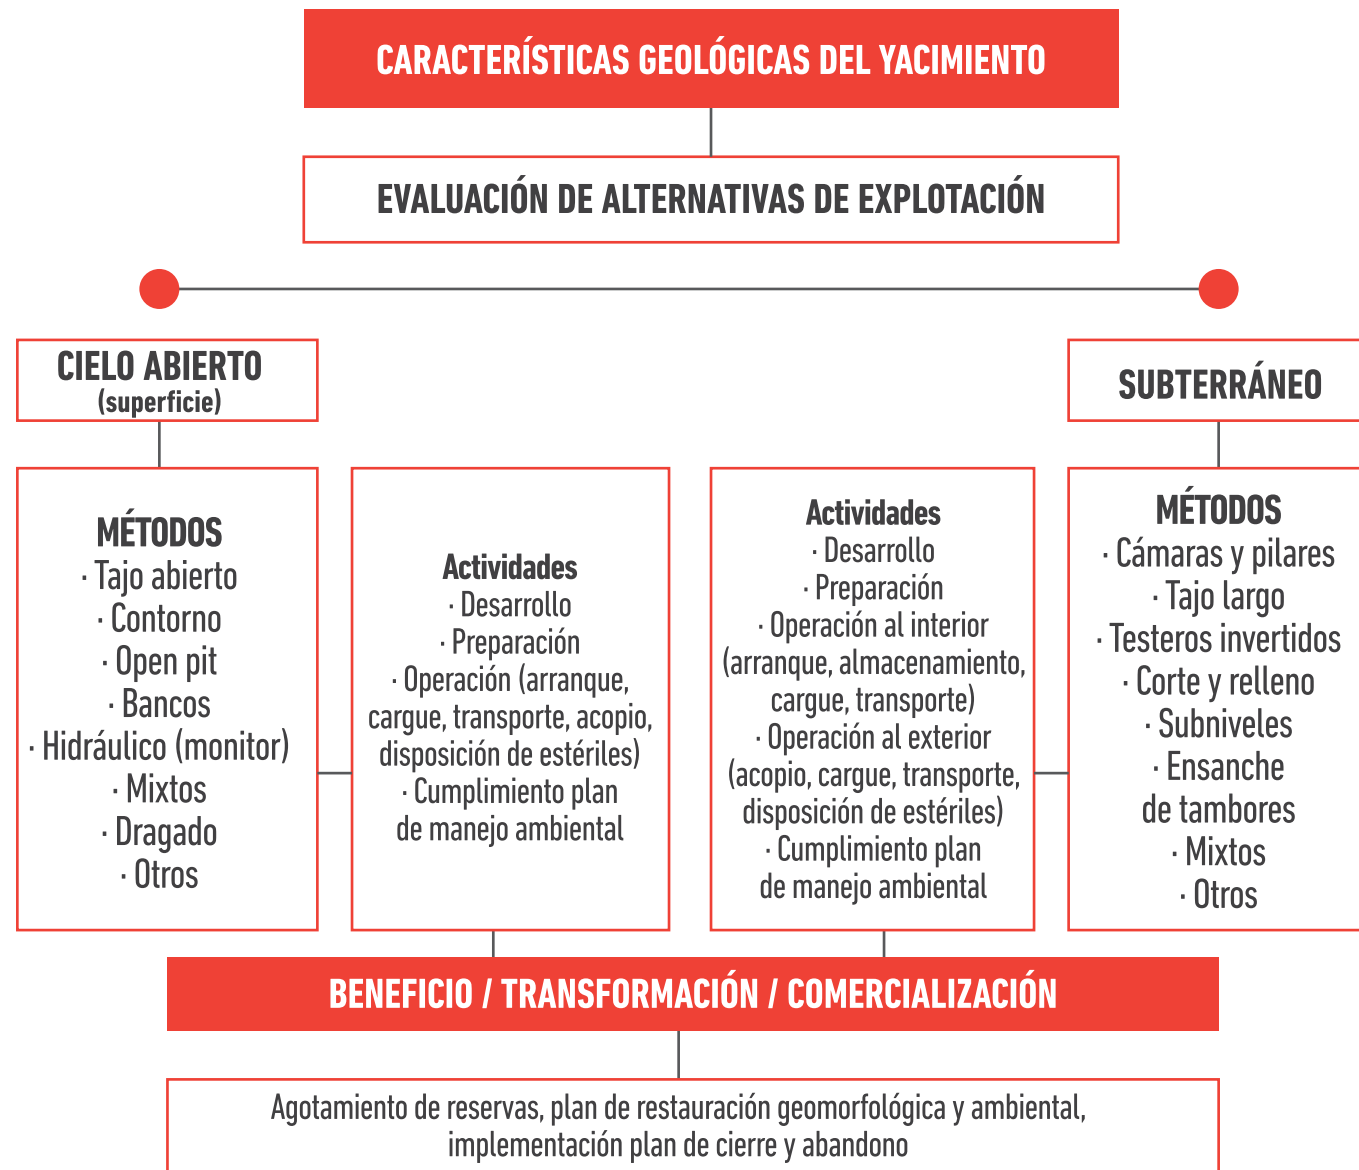 CARACTERÍSTICAS GEOLÓGICAS DEL YACIMIENTO
EVALUACIÓN DE ALTERNATIVAS DE EXPLOTACIÓN
CIELO ABIERTO
(superficie)
SUBTERRÁNEO
MÉTODOS
· Tajo abierto
· Contorno
· Open pit
· Bancos
· Hidráulico (monitor)
· Mixtos
· Dragado
· Otros
Actividades
· Desarrollo
· Preparación
· Operación (arranque,
cargue, transporte, acopio,
disposición de estériles)
· Cumplimiento plan
de manejo ambiental
Actividades
· Desarrollo
· Preparación
· Operación al interior
(arranque, almacenamiento,
cargue, transporte)
· Operación al exterior
(acopio, cargue, transporte,
disposición de estériles)
· Cumplimiento plan
de manejo ambiental
MÉTODOS
· Cámaras y pilares
· Tajo largo
· Testeros invertidos
· Corte y relleno
· Subniveles
· Ensanche
de tambores
· Mixtos
· Otros
BENEFICIO / TRANSFORMACIÓN / COMERCIALIZACIÓN
Agotamiento de reservas, plan de restauración geomorfológica y ambiental,
implementación plan de cierre y abandono